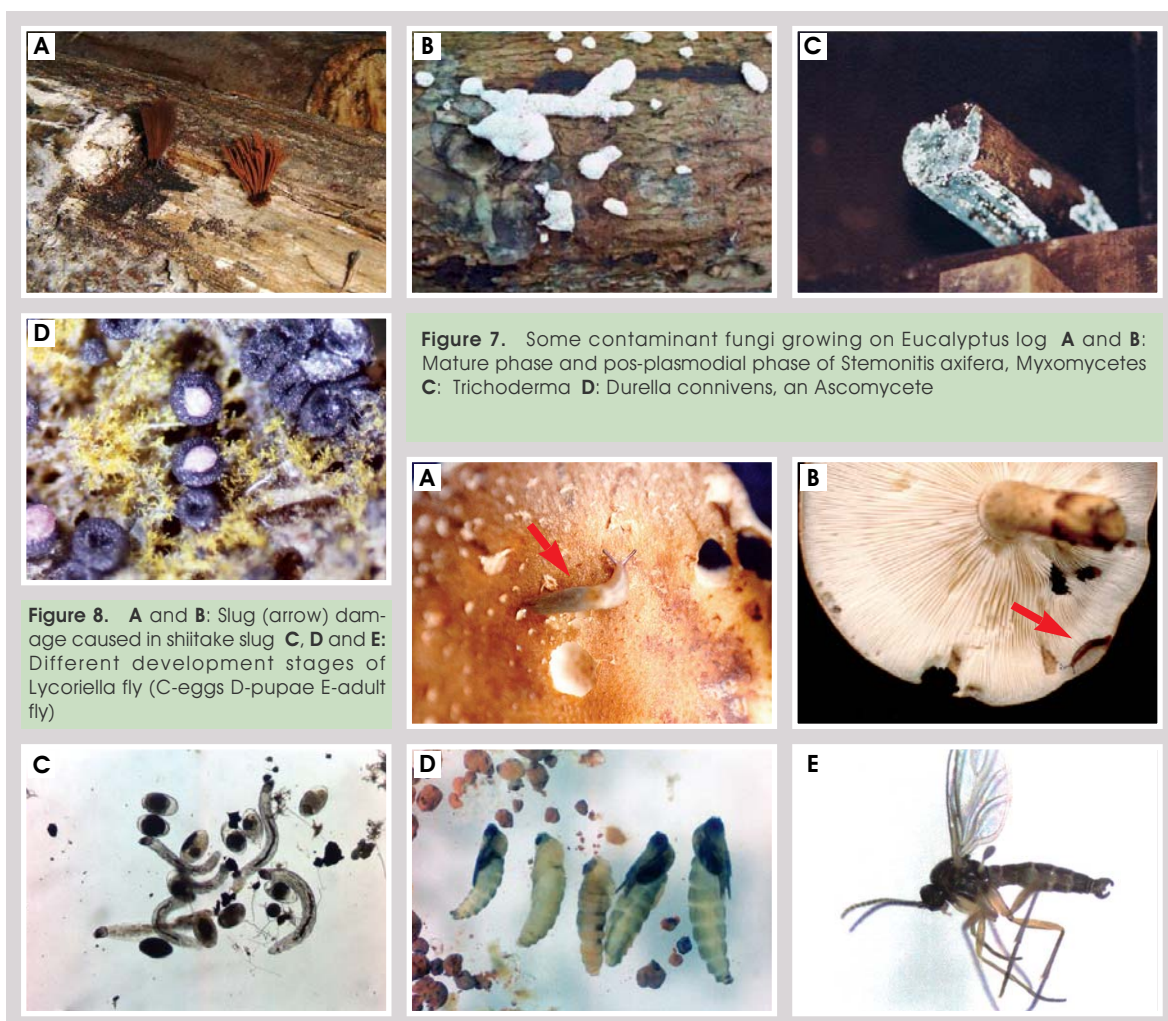 A
B
C
D
Figure 7. Some contaminant fungi growing on Eucalyptus log A and B:
Mature phase and pos-plasmodial phase of Stemonitis axifera, Myxomycetes
C: Trichoderma D: Durella connivens, an Ascomycete
A
B
Figure 8. A and B: Slug (arrow) dam-
age caused in shiitake slug C, D and E:
Different development stages of
Lycoriella fly (C-eggs D-pupae E-adult
fly)
C
D
E